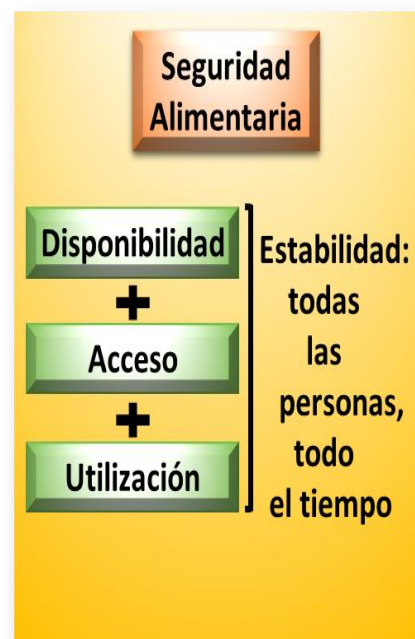 Seguridad
Alimentaria
Disponibilidad
+
Acceso
+
Utilización
Estabilidad:
todas
las
personas,
todo
el tiempo